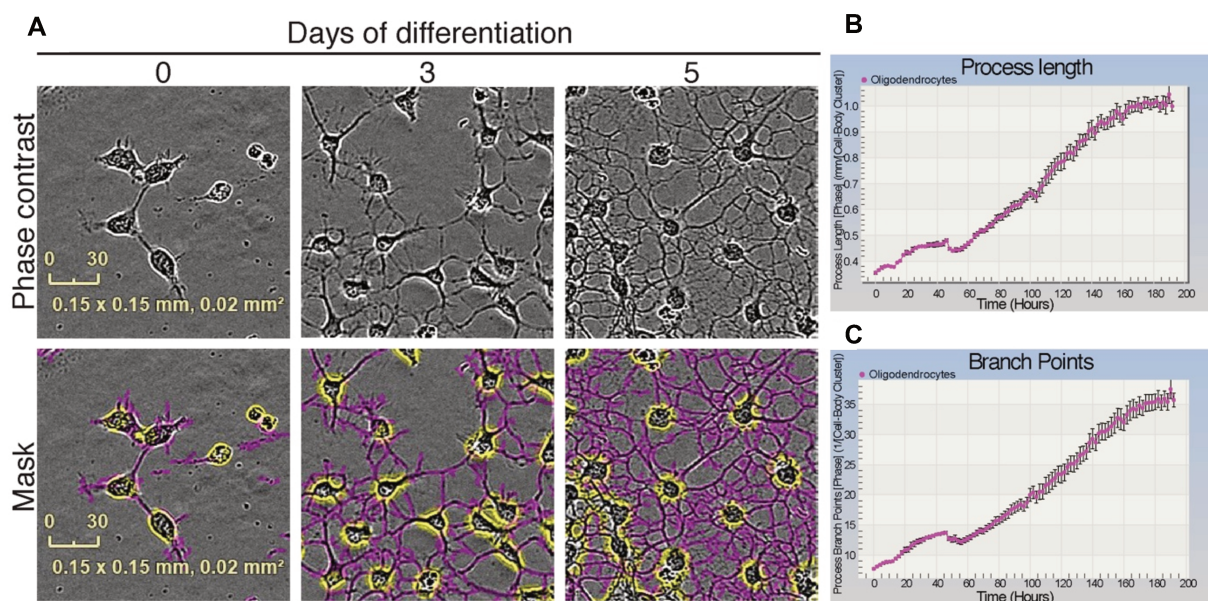 A
Days of differentiation
0
3
5
Phase contrast
0 30
0.15 x 0.15 mm, 0.02 mm²
Mask
0 30
0.15 x 0.15 mm, 0.02 mm²
B
Process length
Oligodendrocytes
Process Length [Phase] (mm/[Cell-Body Cluster])
1.0
0.9
0.8
0.7
0.6
0.5
0.4
0 20 40 60 80 100 120 140 160 180 200
Time (Hours)
C
Branch Points
Oligodendrocytes
Process Branch Points [Phase] (1/[Cell-Body Cluster])
35
30
25
20
15
10
0 20 40 60 80 100 120 140 160 180 200
Time (Hours)